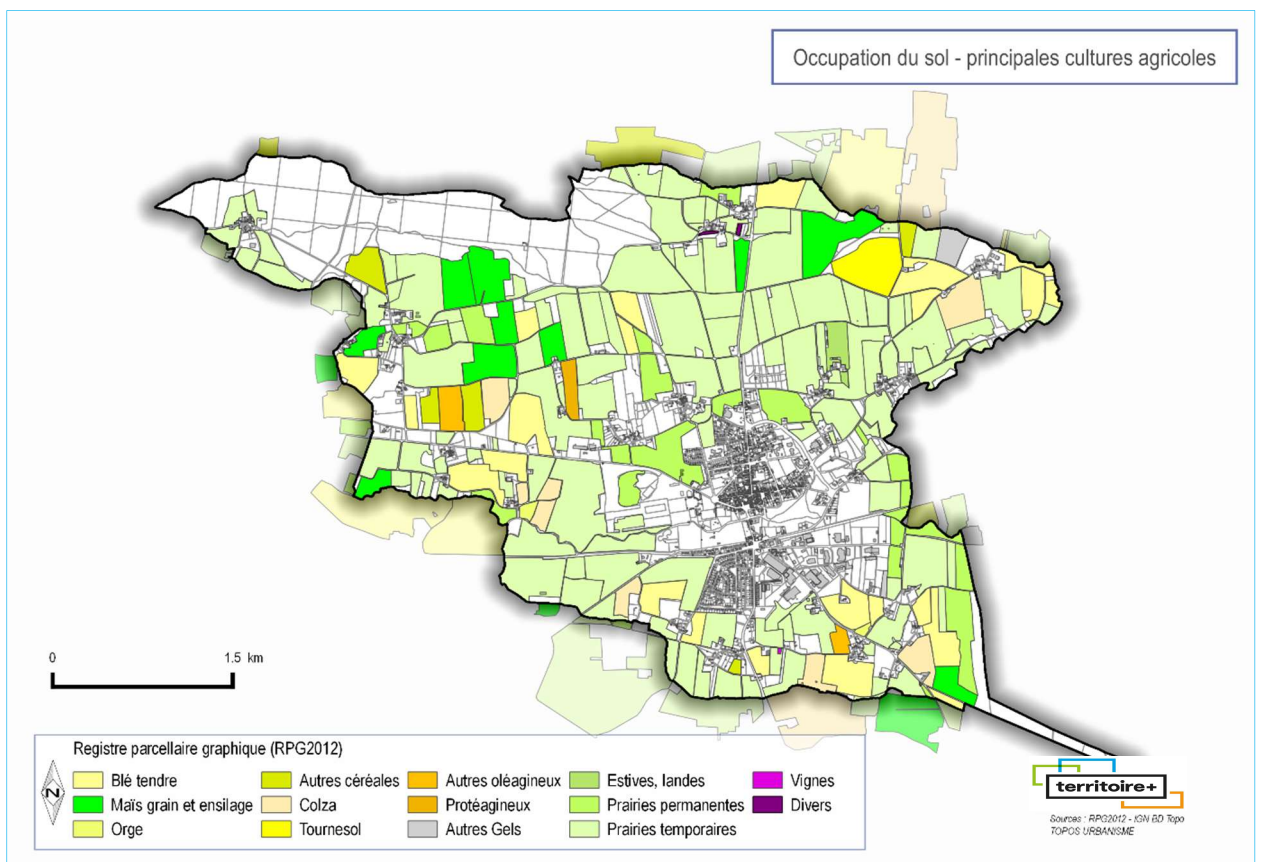 Occupation du sol - principales cultures agricoles
0 1.5 km
Registre parcellaire graphique (RPG2012)
Blé tendre
Maïs grain et ensilage
Orge
Autres céréales
Colza
Tournesol
Autres oléagineux
Protéagineux
Autres Gels
Estives, landes
Prairies permanentes
Prairies temporaires
Vignes
Divers
N
territoire+
Sources : RPG2012 - IGN BD Topo
TOPOS URBANISME